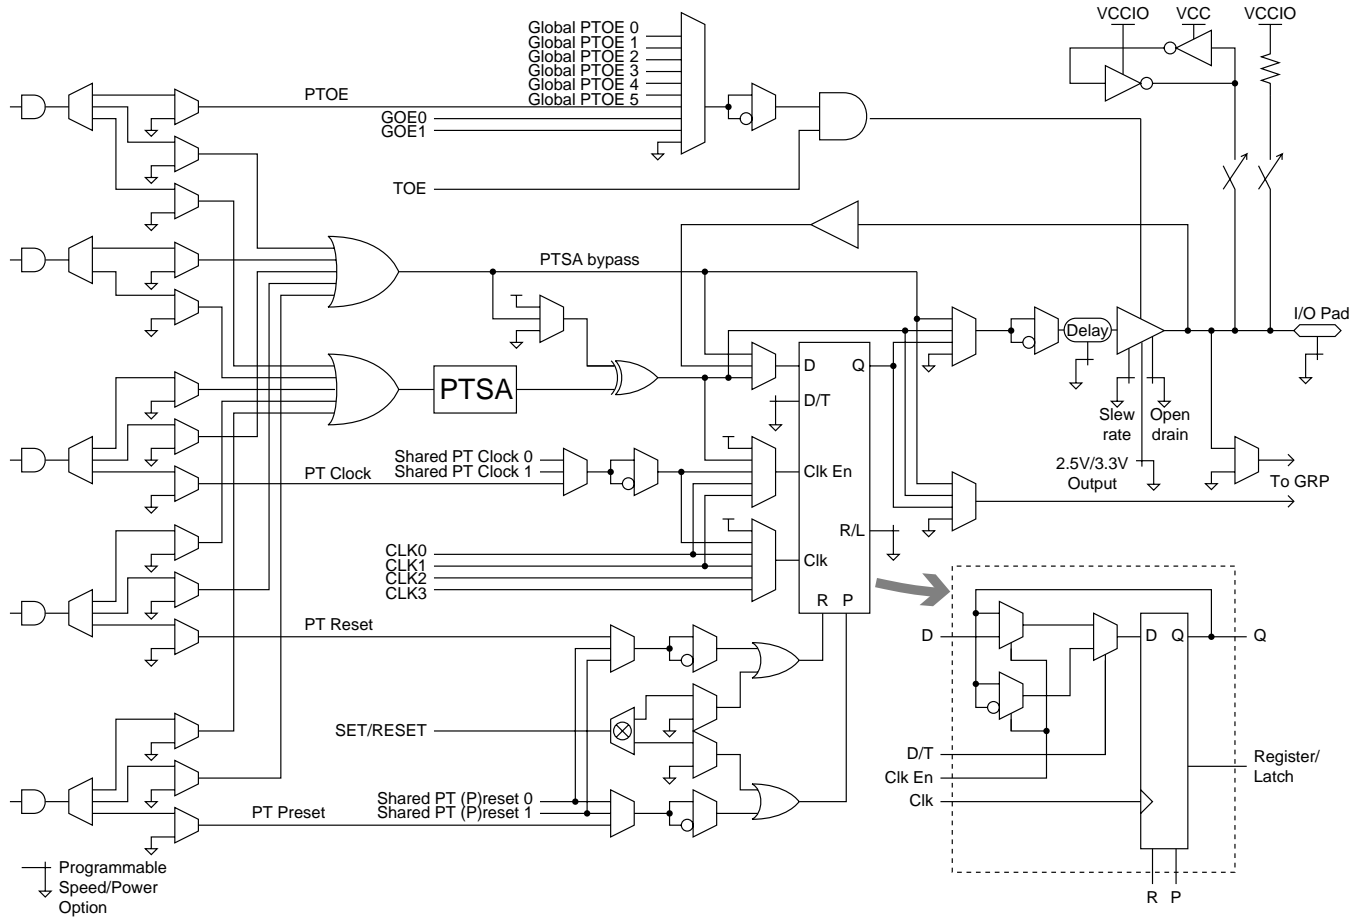 VCCIO
VCC
VCCIO
Global PTOE 0
Global PTOE 1
Global PTOE 2
Global PTOE 3
Global PTOE 4
Global PTOE 5
PTOE
GOE0
GOE1
TOE
PTSA bypass
I/O Pad
Delay
D
Q
PTSA
D/T
Slew
rate
Open
drain
Shared PT Clock 0
Shared PT Clock 1
PT Clock
Clk En
2.5V/3.3V
Output
To GRP
R/L
CLK0
CLK1
CLK2
CLK3
Clk
R
P
PT Reset
D
D
Q
Q
SET/RESET
D/T
Clk En
Clk
Register/
Latch
Shared PT (P)reset 0
Shared PT (P)reset 1
PT Preset
R
P
Programmable
Speed/Power
Option